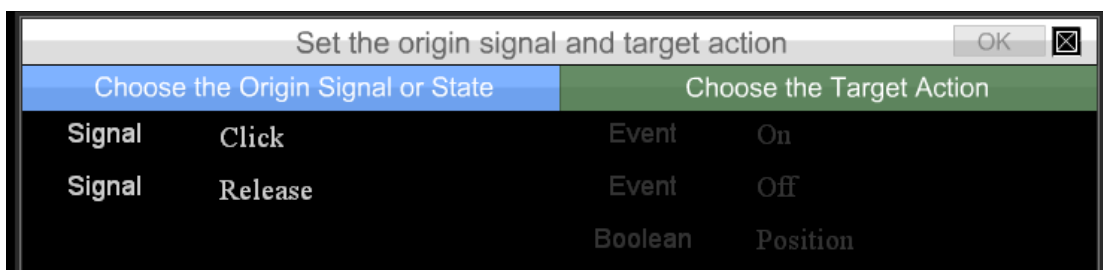 Set the origin signal and target action OK
Choose the Origin Signal or State Choose the Target Action
Signal Click Event On
Signal Release Event Off
Boolean Position